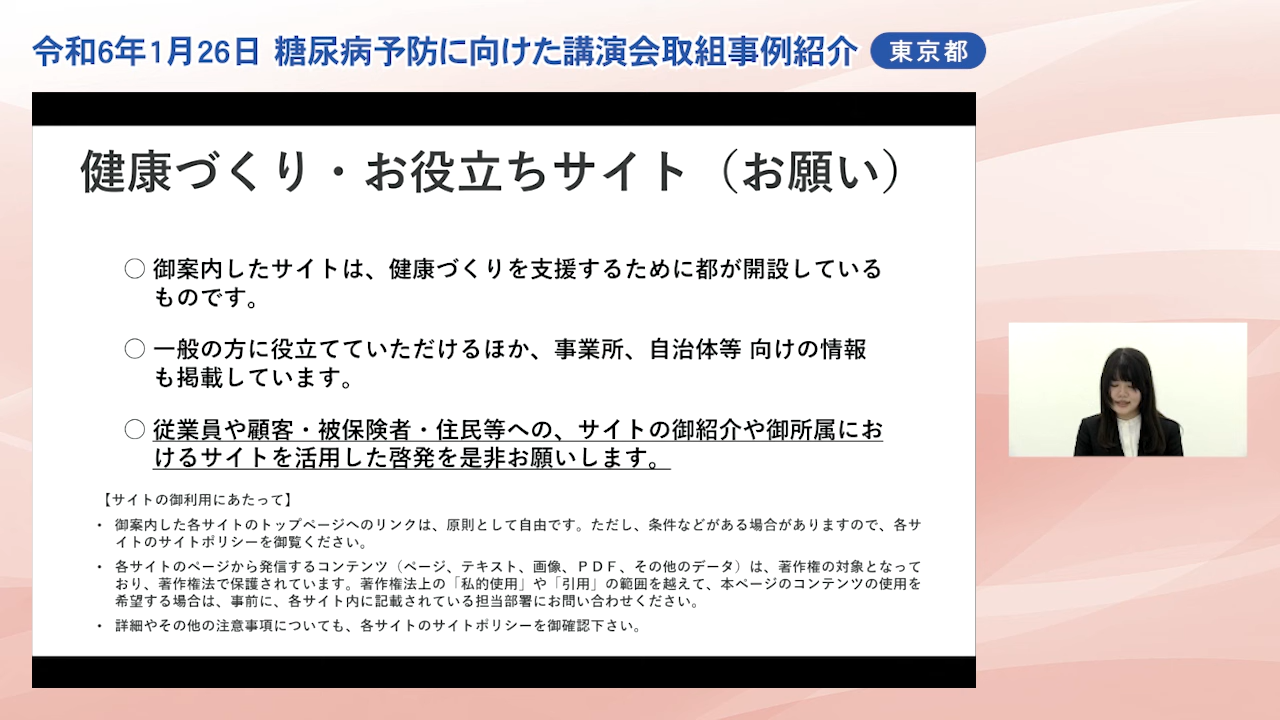 令和6年1月26日 糖尿病予防に向けた講演会取組事例紹介 東京都
健康づくり・お役立ちサイト（お願い）
○ 御案内したサイトは、健康づくりを支援するために都が開設している
ものです。
○ 一般の方に役立てていただけるほか、事業所、自治体等 向けの情報
も掲載しています。
○ 従業員や顧客・被保険者・住民等への、サイトの御紹介や御所属にお
けるサイトを活用した啓発を是非お願いします。
【サイトの御利用にあたって】
・ 御案内した各サイトのトップページへのリンクは、原則として自由です。ただし、条件などがある場合がありますので、各サ
イトのサイトポリシーを御覧ください。
・ 各サイトのページから発信するコンテンツ（ページ、テキスト、画像、ＰＤＦ、その他のデータ）は、著作権の対象となって
おり、著作権法で保護されています。著作権法上の「私的使用」や「引用」の範囲を越えて、本ページのコンテンツの使用を
希望する場合は、事前に、各サイト内に記載されている担当部署にお問い合わせください。
・ 詳細やその他の注意事項についても、各サイトのサイトポリシーを御確認下さい。